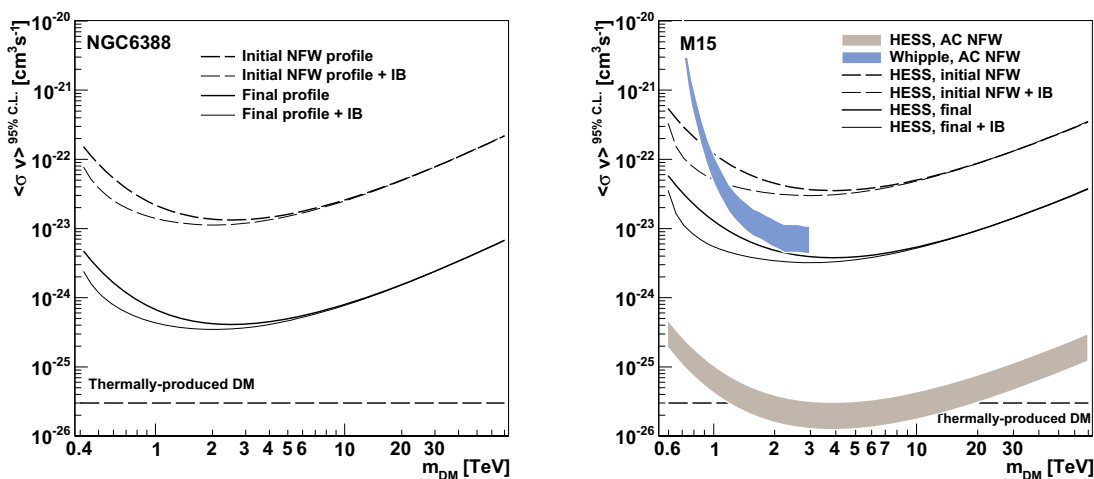 NGC6388
Initial NFW profile
Initial NFW profile + IB
Final profile
Final profile + IB
<σ v> 95% C.L. [cm³s⁻¹]
10⁻²⁰
10⁻²¹
10⁻²²
10⁻²³
10⁻²⁴
10⁻²⁵
10⁻²⁶
Thermally-produced DM
0.4 1 2 3 4 5 6 10 20 30
m_DM [TeV]
M15
HESS, AC NFW
Whipple, AC NFW
HESS, initial NFW
HESS, initial NFW + IB
HESS, final
HESS, final + IB
<σ v> 95% C.L. [cm³s⁻¹]
10⁻²⁰
10⁻²¹
10⁻²²
10⁻²³
10⁻²⁴
10⁻²⁵
10⁻²⁶
Thermally-produced DM
0.6 1 2 3 4 5 6 7 10 20 30
m_DM [TeV]